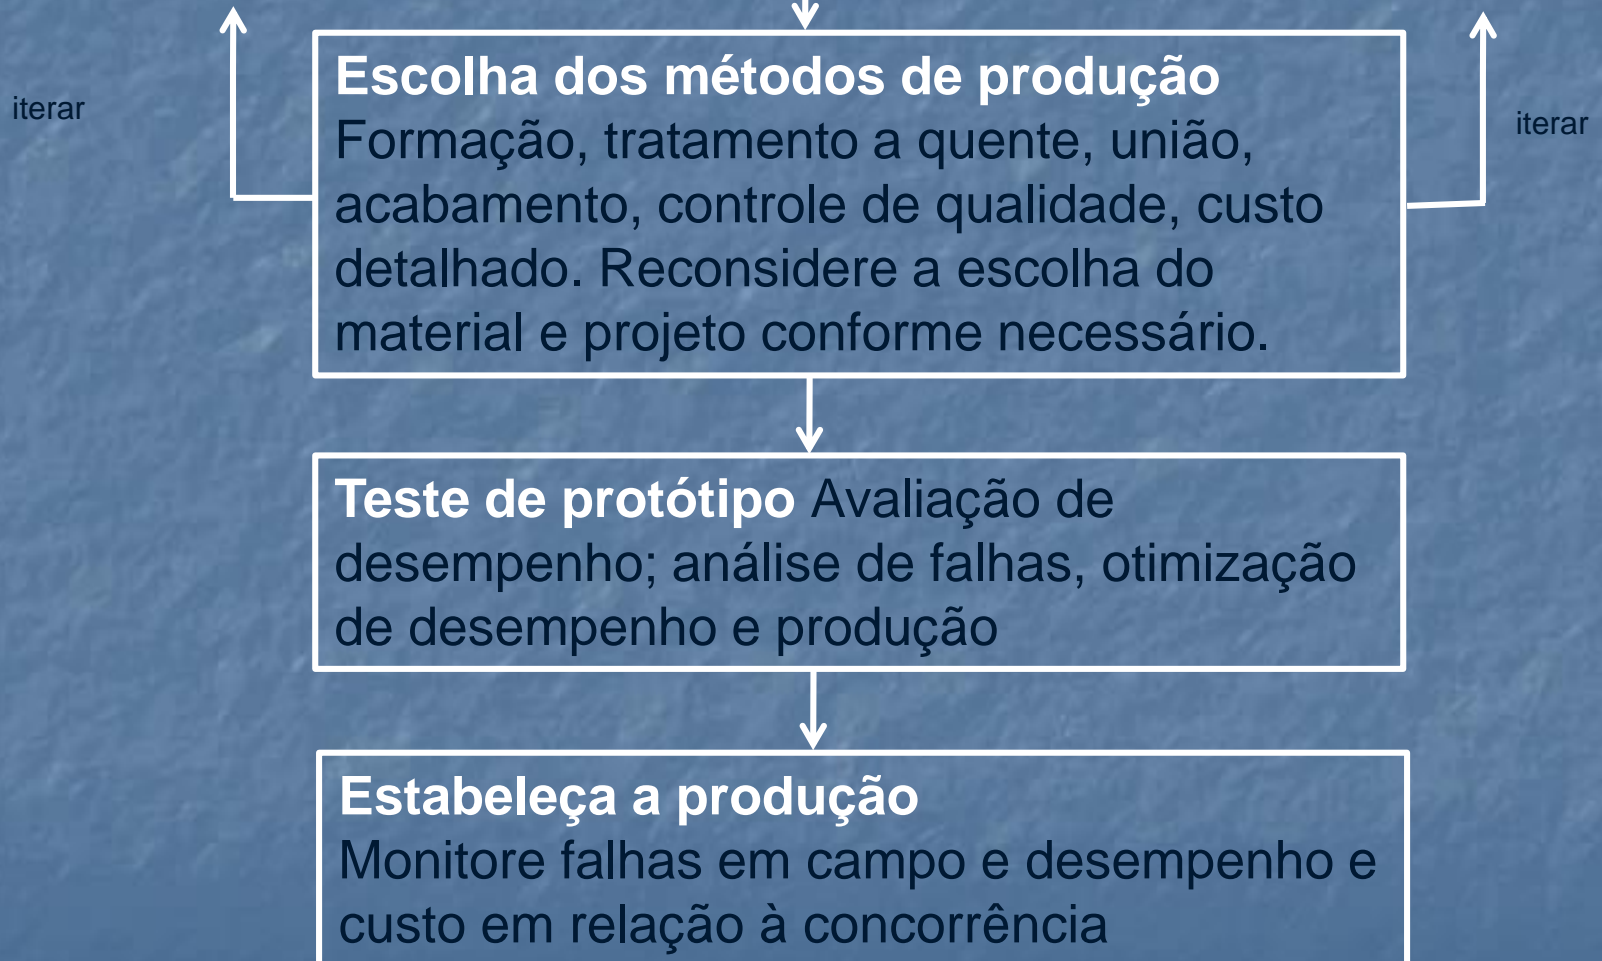 iterar
Escolha dos métodos de produção
Formação, tratamento a quente, união,
acabamento, controle de qualidade, custo
detalhado. Reconsidere a escolha do
material e projeto conforme necessário.
iterar
Teste de protótipo Avaliação de
desempenho; análise de falhas, otimização
de desempenho e produção
Estabeleça a produção
Monitore falhas em campo e desempenho e
custo em relação à concorrência